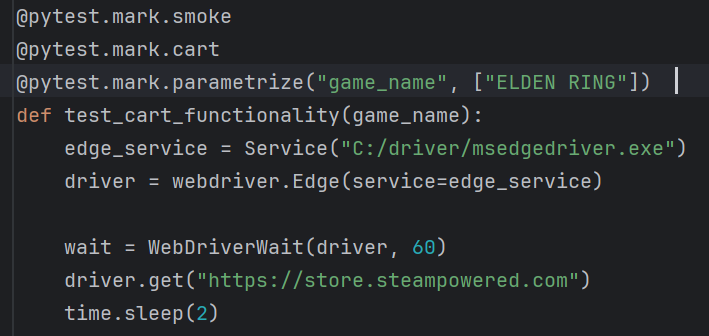 @pytest.mark.smoke
@pytest.mark.cart
@pytest.mark.parametrize("game_name", ["ELDEN RING"])
def test_cart_functionality(game_name):
    edge_service = Service("C:/driver/msedgedriver.exe")
    driver = webdriver.Edge(service=edge_service)

    wait = WebDriverWait(driver, 60)
    driver.get("https://store.steampowered.com")
    time.sleep(2)